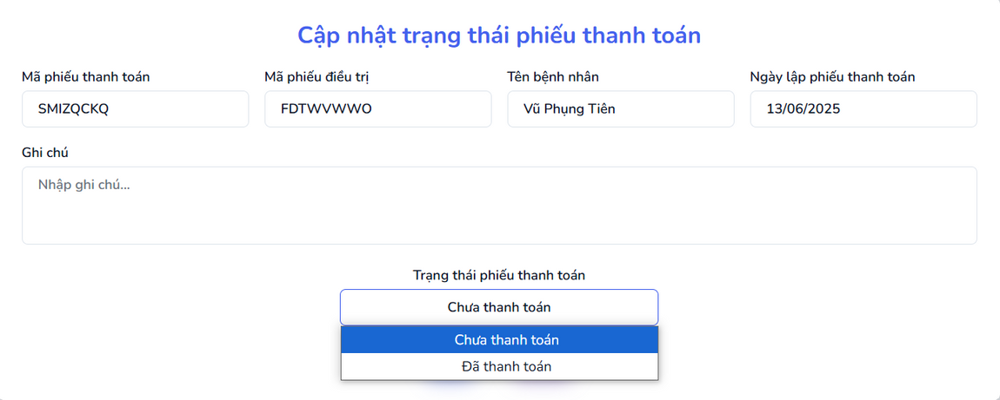 Cập nhật trạng thái phiếu thanh toán
Mã phiếu thanh toán
Mã phiếu điều trị
Tên bệnh nhân
Ngày lập phiếu thanh toán
SMIZQCKQ
FDTWVWWO
Vũ Phụng Tiên
13/06/2025
Ghi chú
Nhập ghi chú...
Trạng thái phiếu thanh toán
Chưa thanh toán
Chưa thanh toán
Đã thanh toán